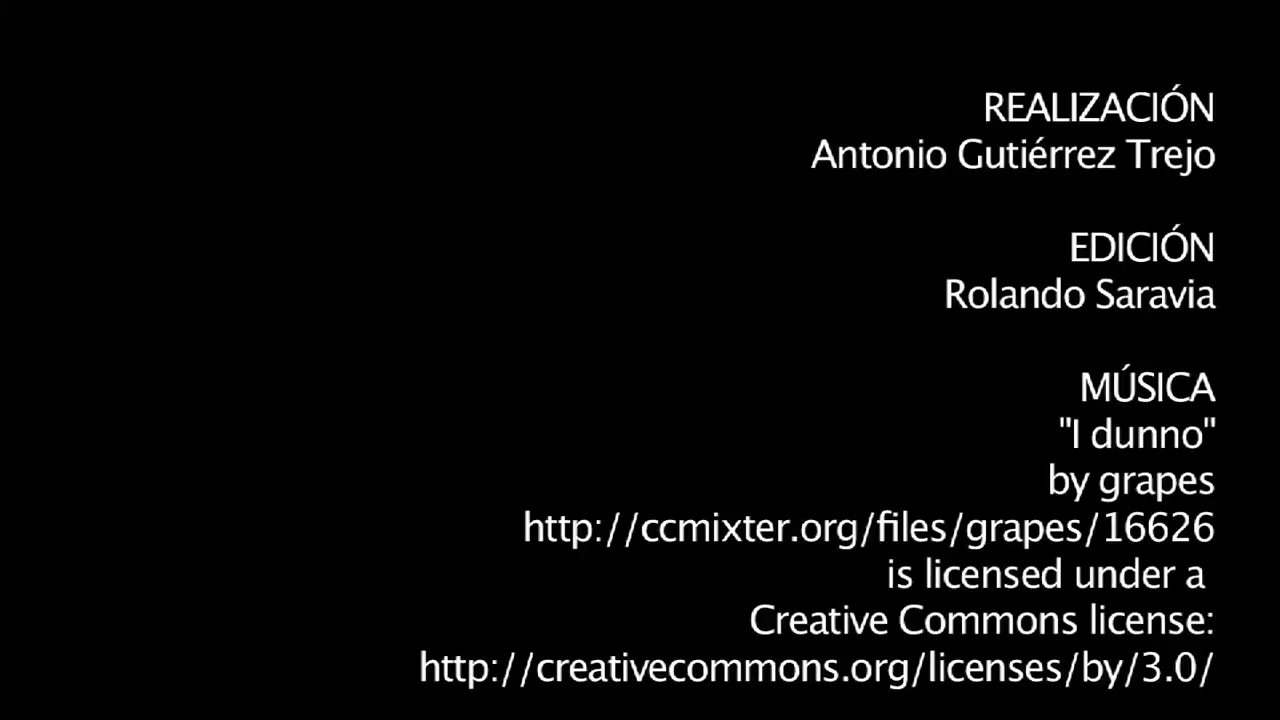 REALIZACIÓN
Antonio Gutiérrez Trejo
EDICIÓN
Rolando Saravia
MÚSICA
"I dunno"
by grapes
http://ccmixter.org/files/grapes/16626
is licensed under a
Creative Commons license:
http://creativecommons.org/licenses/by/3.0/